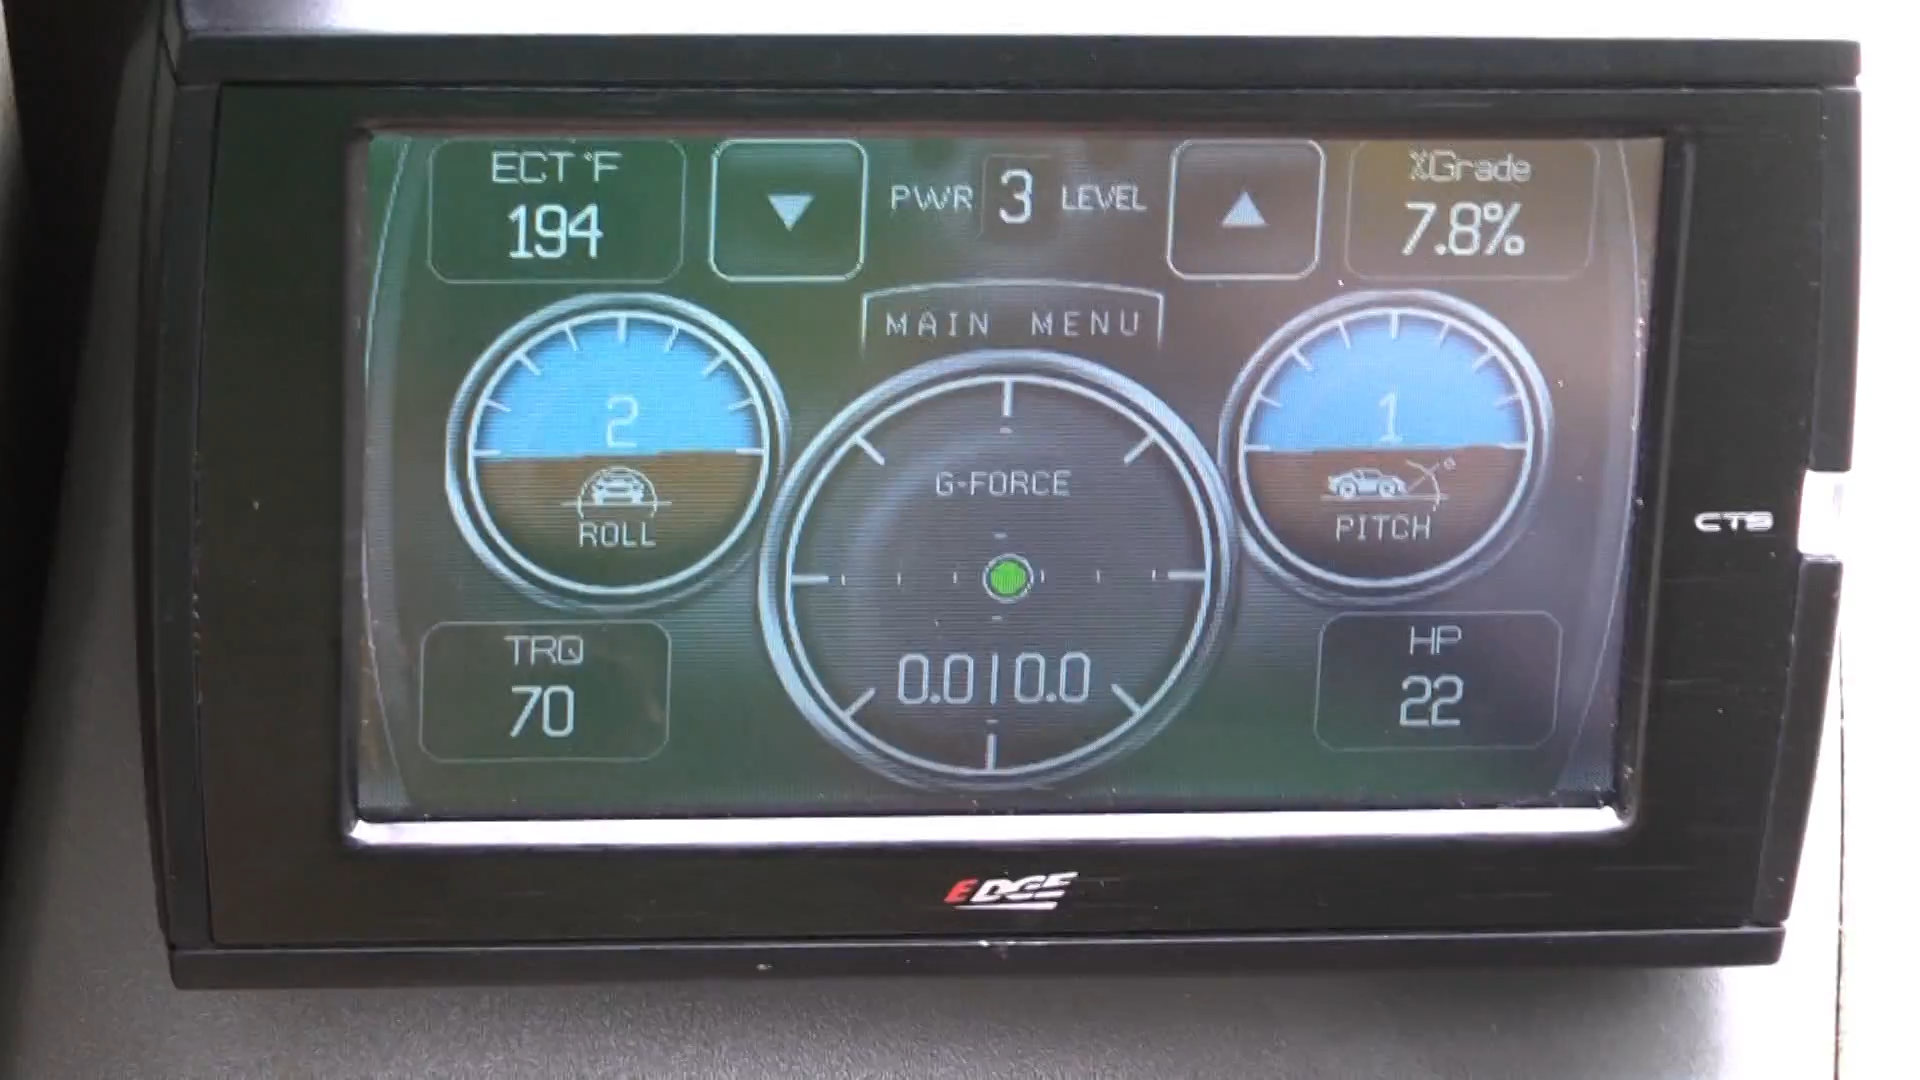 ECT °F
194
PWR 3 LEVEL
XGrade
7.8%
MAIN MENU
2
ROLL
G-FORCE
0.0|0.0
1
PITCH
TRQ
70
HP
22
CTS
EDGE